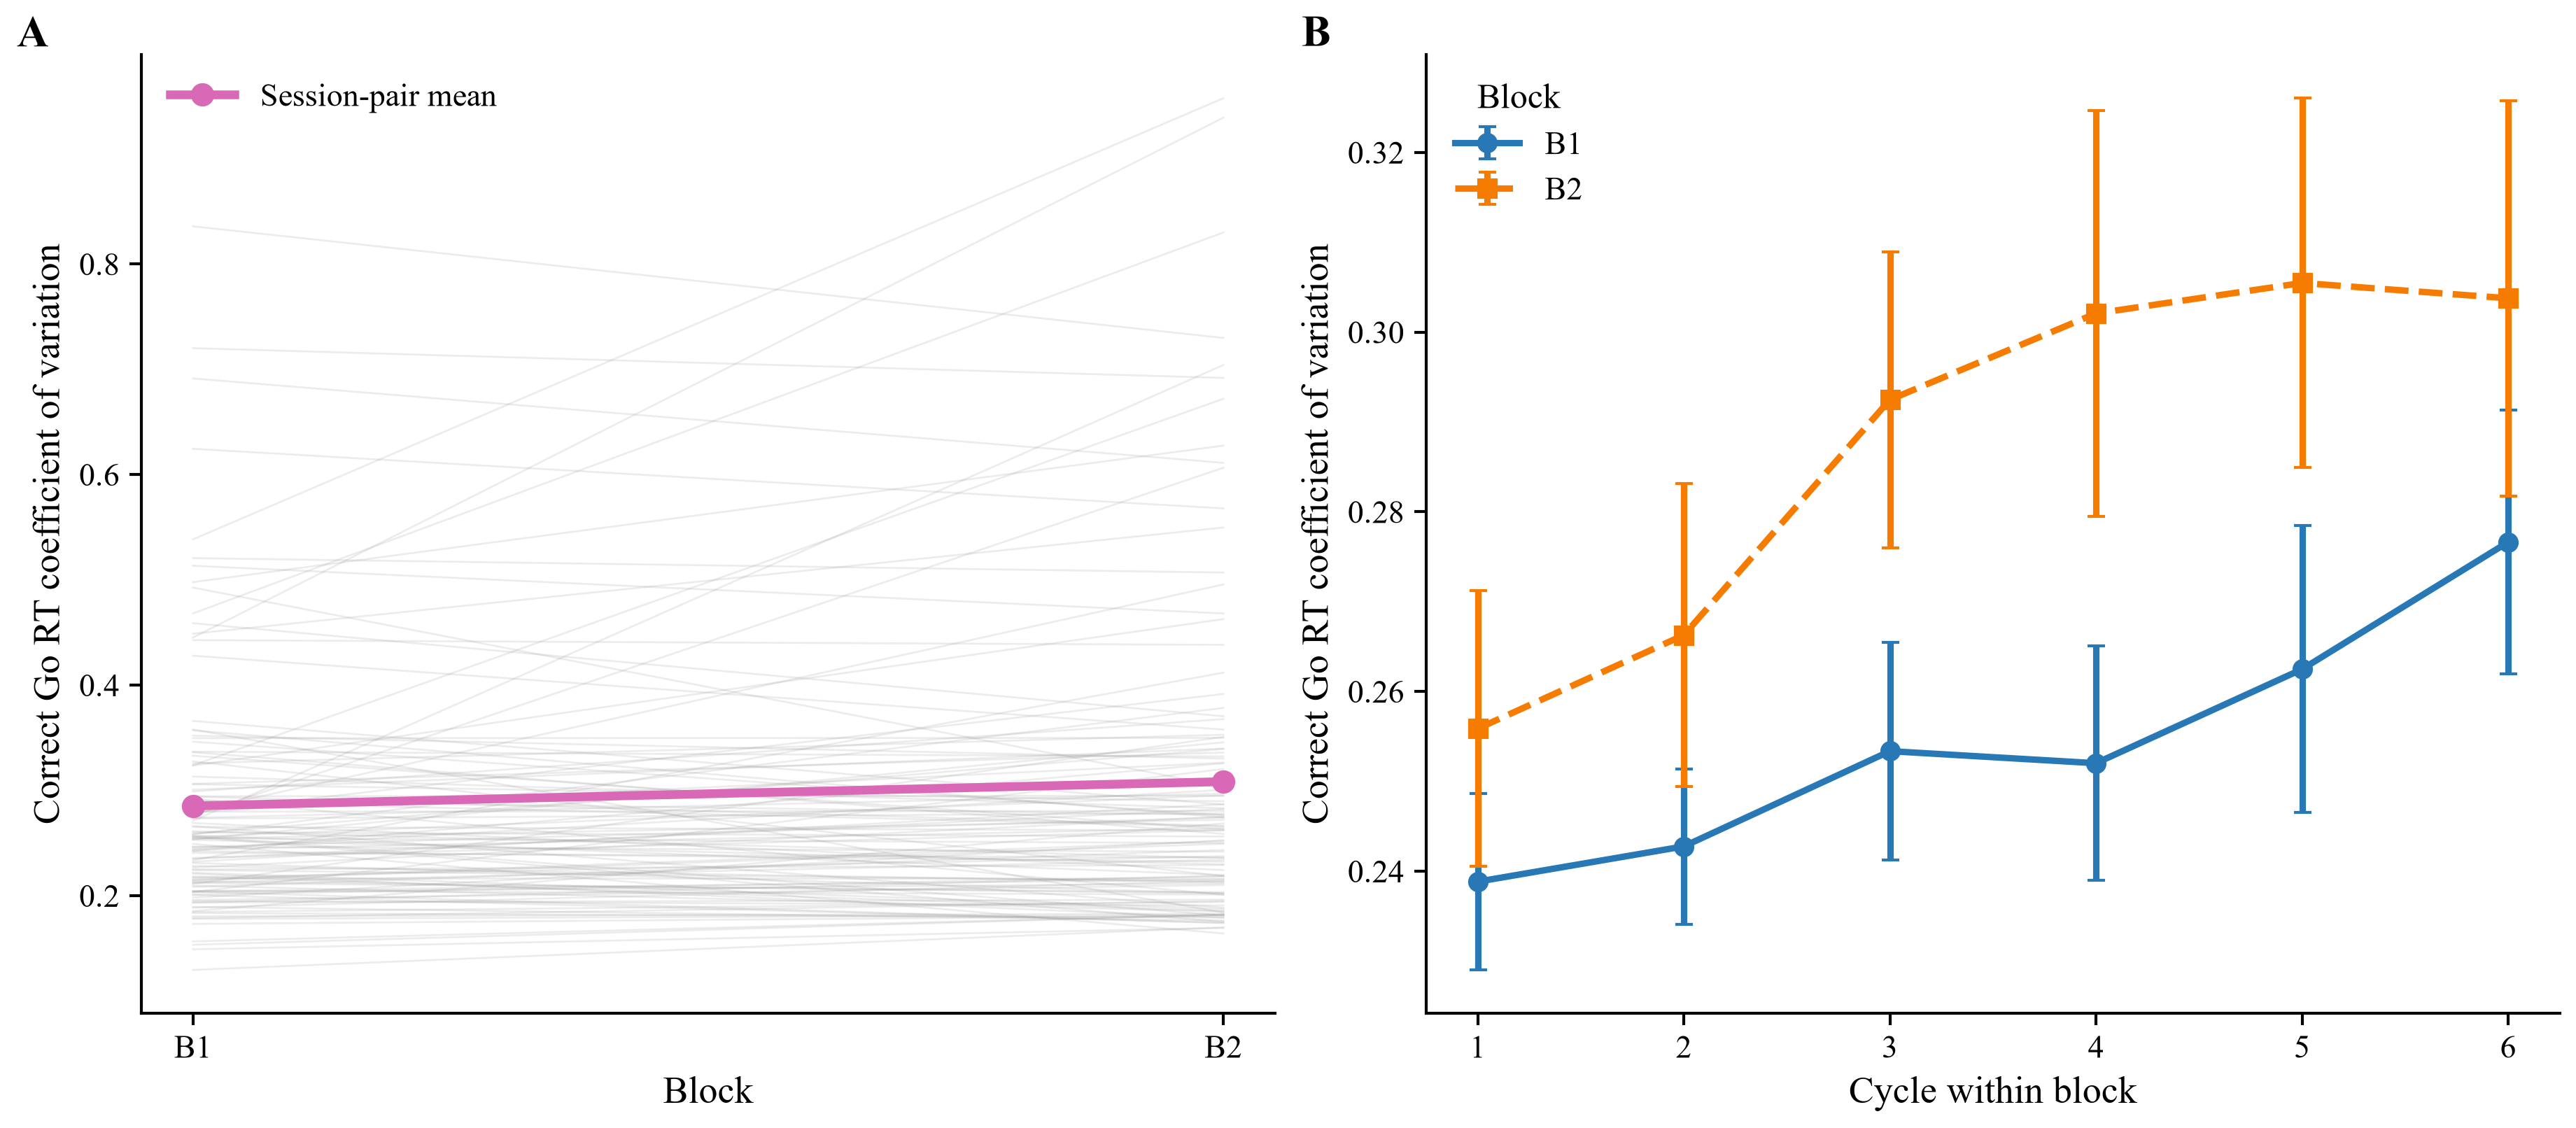 A
Session-pair mean
Correct Go RT coefficient of variation
0.8
0.6
0.4
0.2
B1
B2
Block
B
Block
B1
B2
Correct Go RT coefficient of variation
0.32
0.30
0.28
0.26
0.24
1
2
3
4
5
6
Cycle within block